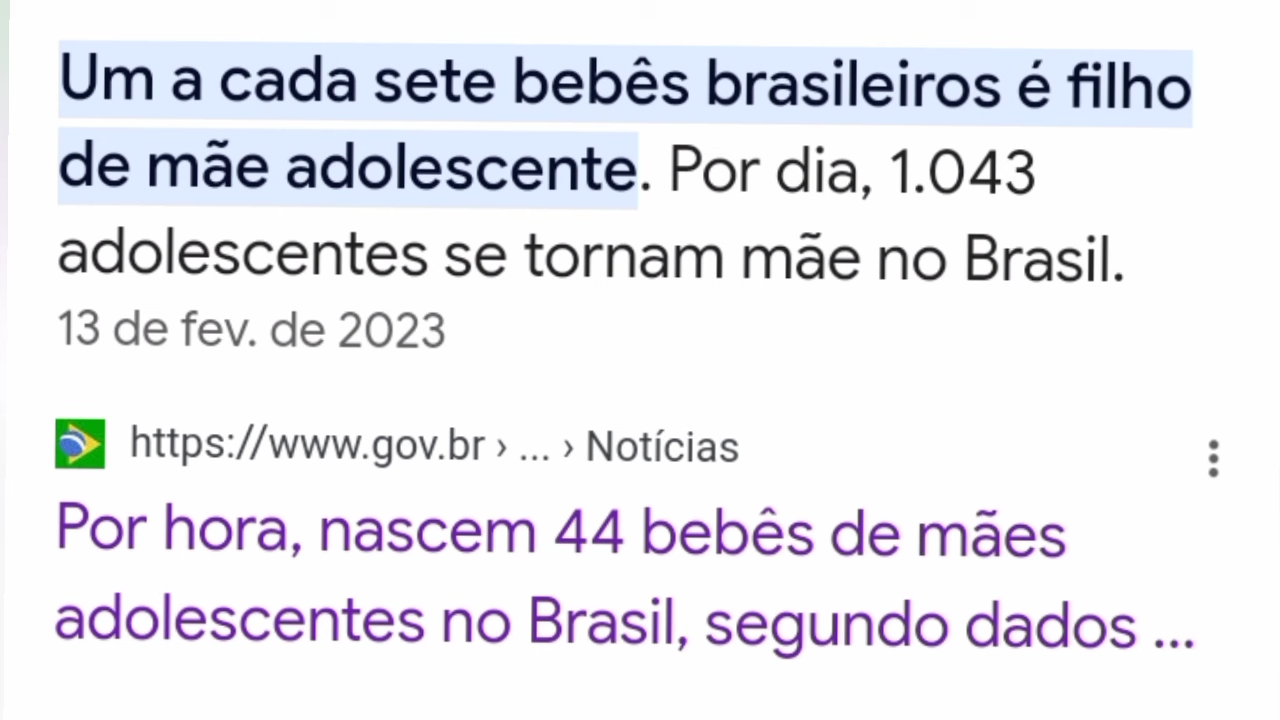 Um a cada sete bebês brasileiros é filho
de mãe adolescente. Por dia, 1.043
adolescentes se tornam mãe no Brasil.
13 de fev. de 2023
https://www.gov.br › ... › Notícias
Por hora, nascem 44 bebês de mães
adolescentes no Brasil, segundo dados ...